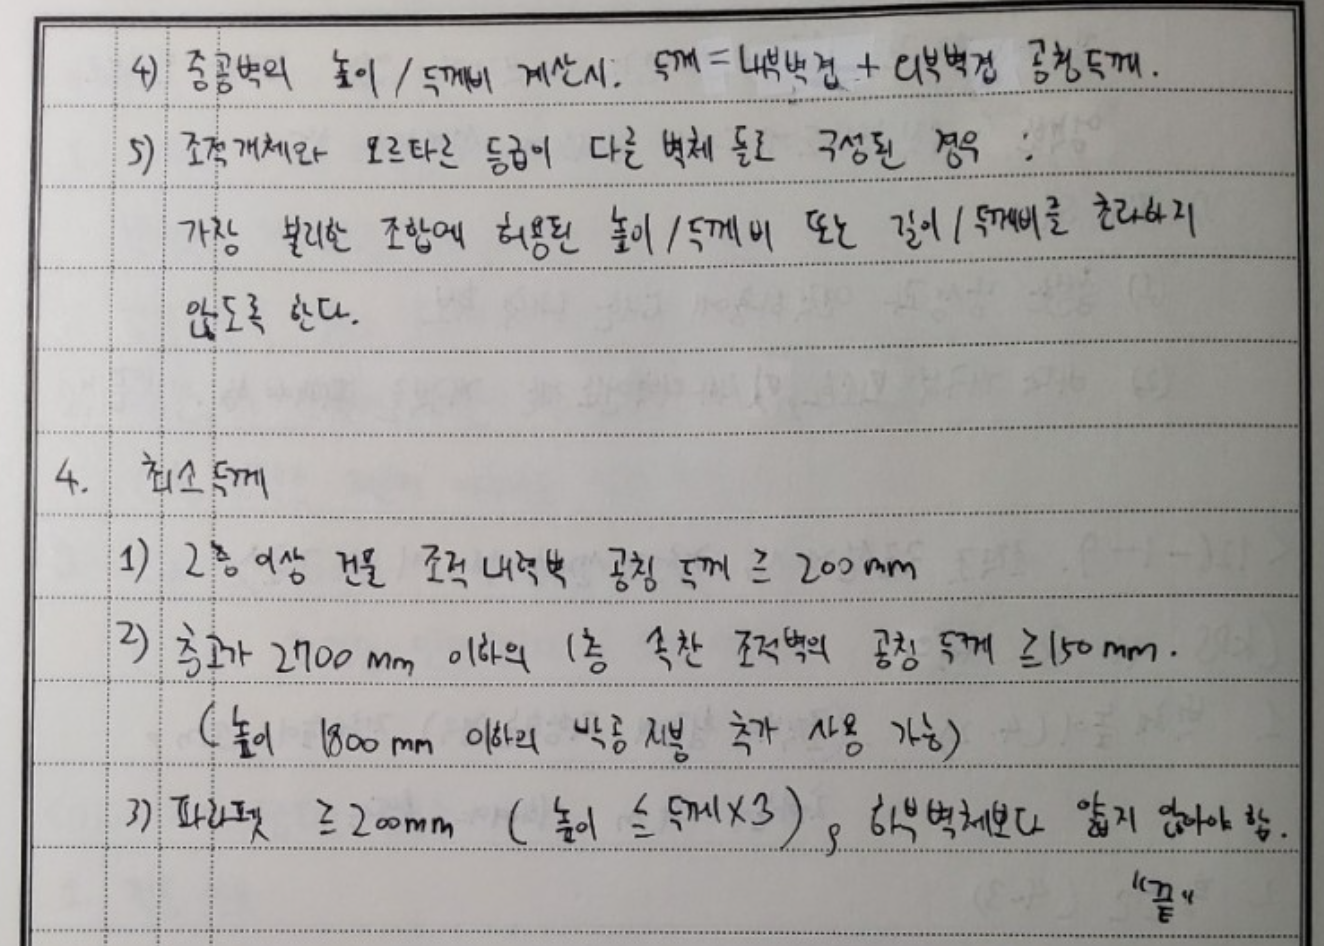 4) 중공벽의 높이 / 두께비 계산시: 두께 = 내부벽겹 + 외부벽겹 공칭두께.
5) 조적개체와 모르타르 등급이 다른 벽체 들로 구성된 경우 :
가장 불리한 조합에 허용된 높이 / 두께비 또는 길이 / 두께비를 초과하지
않도록 한다.
4. 최소두께
1) 2층 이상 건물 조적 내력벽 공칭 두께 ≥ 200mm
2) 층고가 2700 mm 이하의 1층 속찬 조적벽의 공칭 두께 ≥ 150 mm.
( 높이 1800 mm 이하의 박공 지붕 추가 사용 가능)
3) 파라펫 ≥ 200mm ( 높이 ≤ 두께×3 ) , 하부벽체보다 얇지 않아야 함.
"끝"